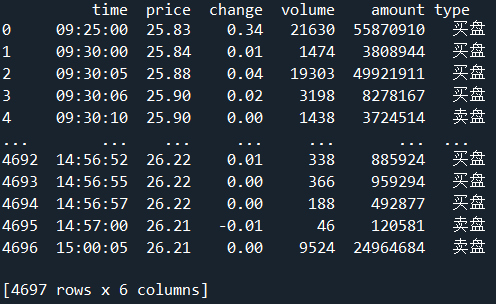 time price change volume amount type
0 09:25:00 25.83 0.34 21630 55870910 买盘
1 09:30:00 25.84 0.01 1474 3808944 买盘
2 09:30:05 25.88 0.04 19303 49921911 买盘
3 09:30:06 25.90 0.02 3198 8278167 买盘
4 09:30:10 25.90 0.00 1438 3724514 卖盘
... ... ... ... ... ... ...
4692 14:56:52 26.22 0.01 338 885924 买盘
4693 14:56:55 26.22 0.00 366 959294 买盘
4694 14:56:57 26.22 0.00 188 492877 买盘
4695 14:57:00 26.21 -0.01 46 120581 卖盘
4696 15:00:05 26.21 0.00 9524 24964684 卖盘
[4697 rows x 6 columns]